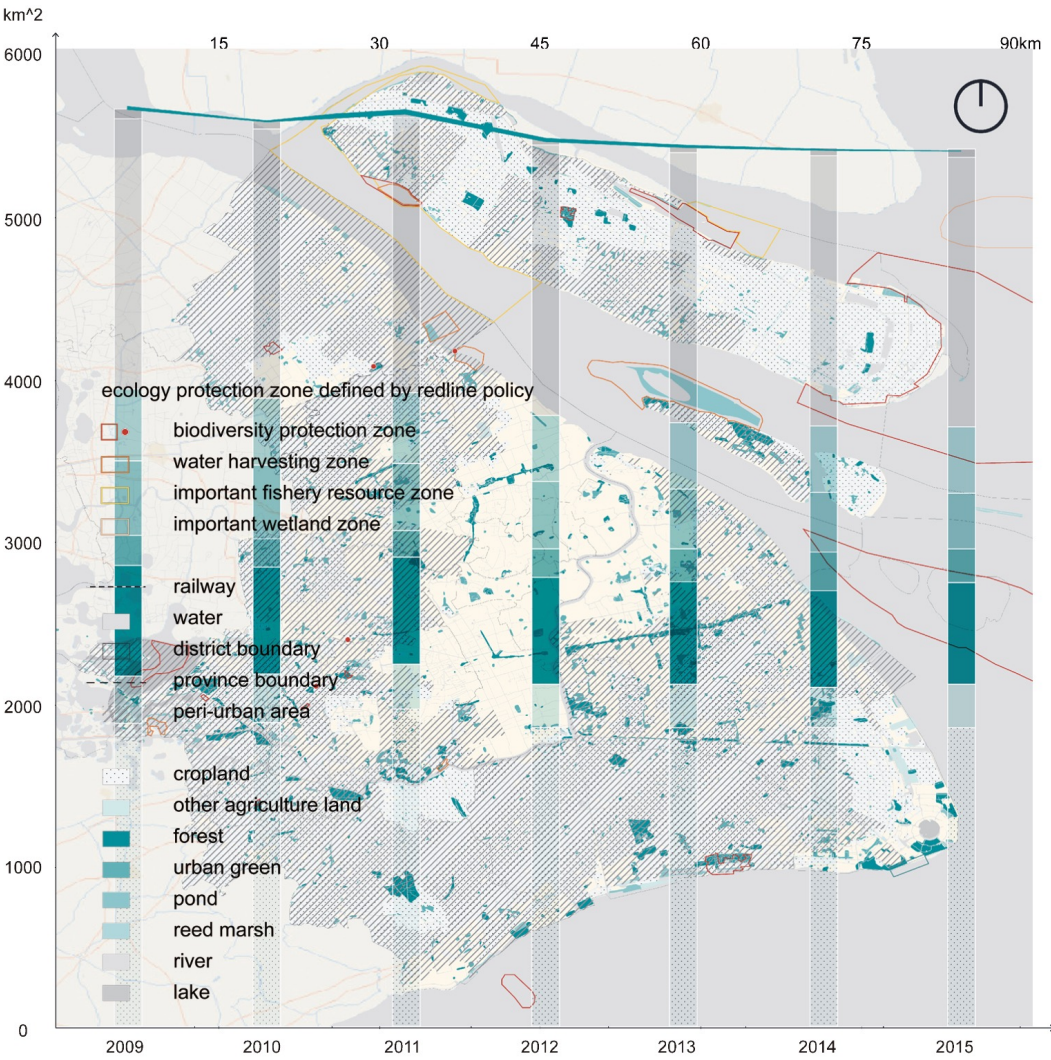 km^2
15 30 45 60 75 90km
6000
5000
4000
ecology protection zone defined by redline policy
biodiversity protection zone
water harvesting zone
important fishery resource zone
important wetland zone
3000
railway
water
district boundary
province boundary
2000
peri-urban area
cropland
other agriculture land
forest
1000
urban green
pond
reed marsh
river
lake
0
2009 2010 2011 2012 2013 2014 2015